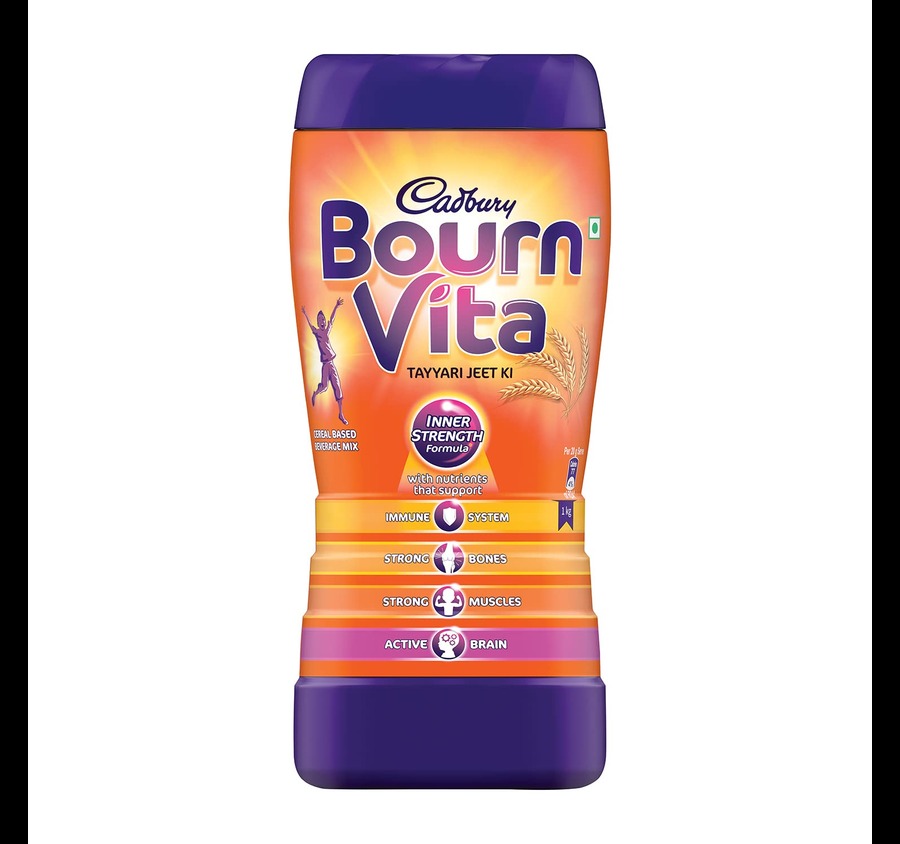 Cadbury
Bourn
Vita
TAYYARI JEET KI
INNER
STRENGTH
Formula
CEREAL BASED
BEVERAGE MIX
with nutrients
that support
1 kg
IMMUNE SYSTEM
STRONG BONES
STRONG MUSCLES
ACTIVE BRAIN